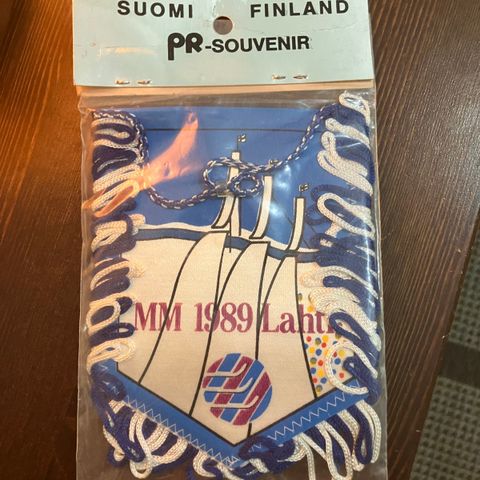 SUOMI FINLAND
PR-SOUVENIR
MM 1989 Lahti